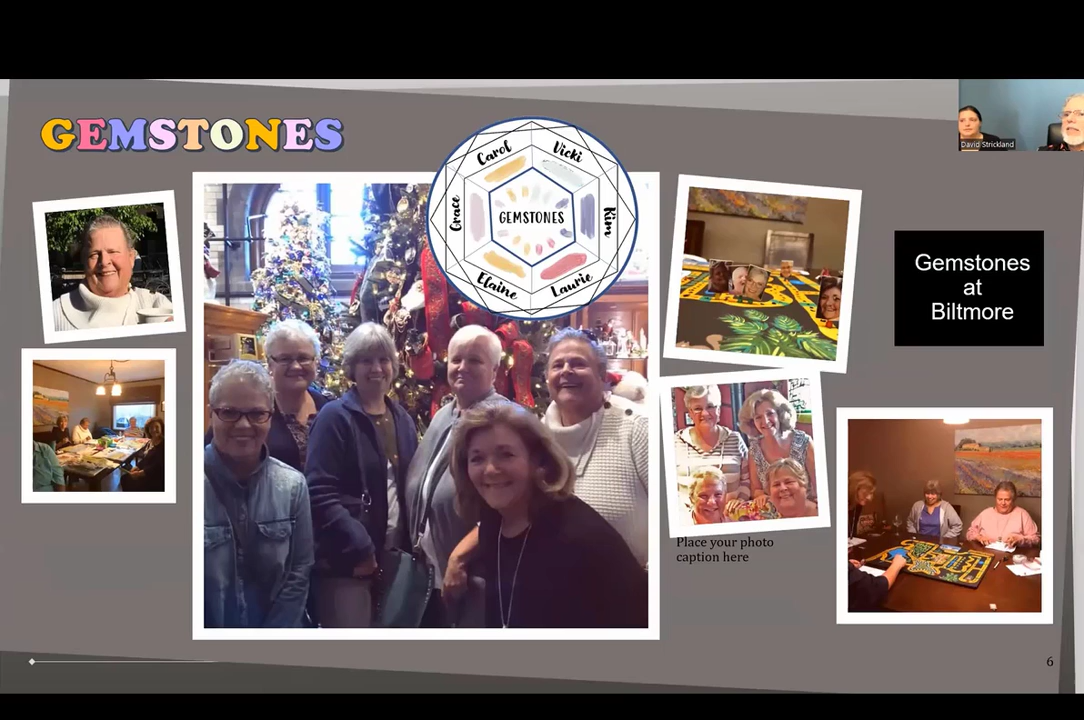 GEMSTONES
Carol
Vicki
Grace
GEMSTONES
Kim
Elaine
Laurie
David Strickland
Gemstones
at
Biltmore
Place your photo
caption here
6